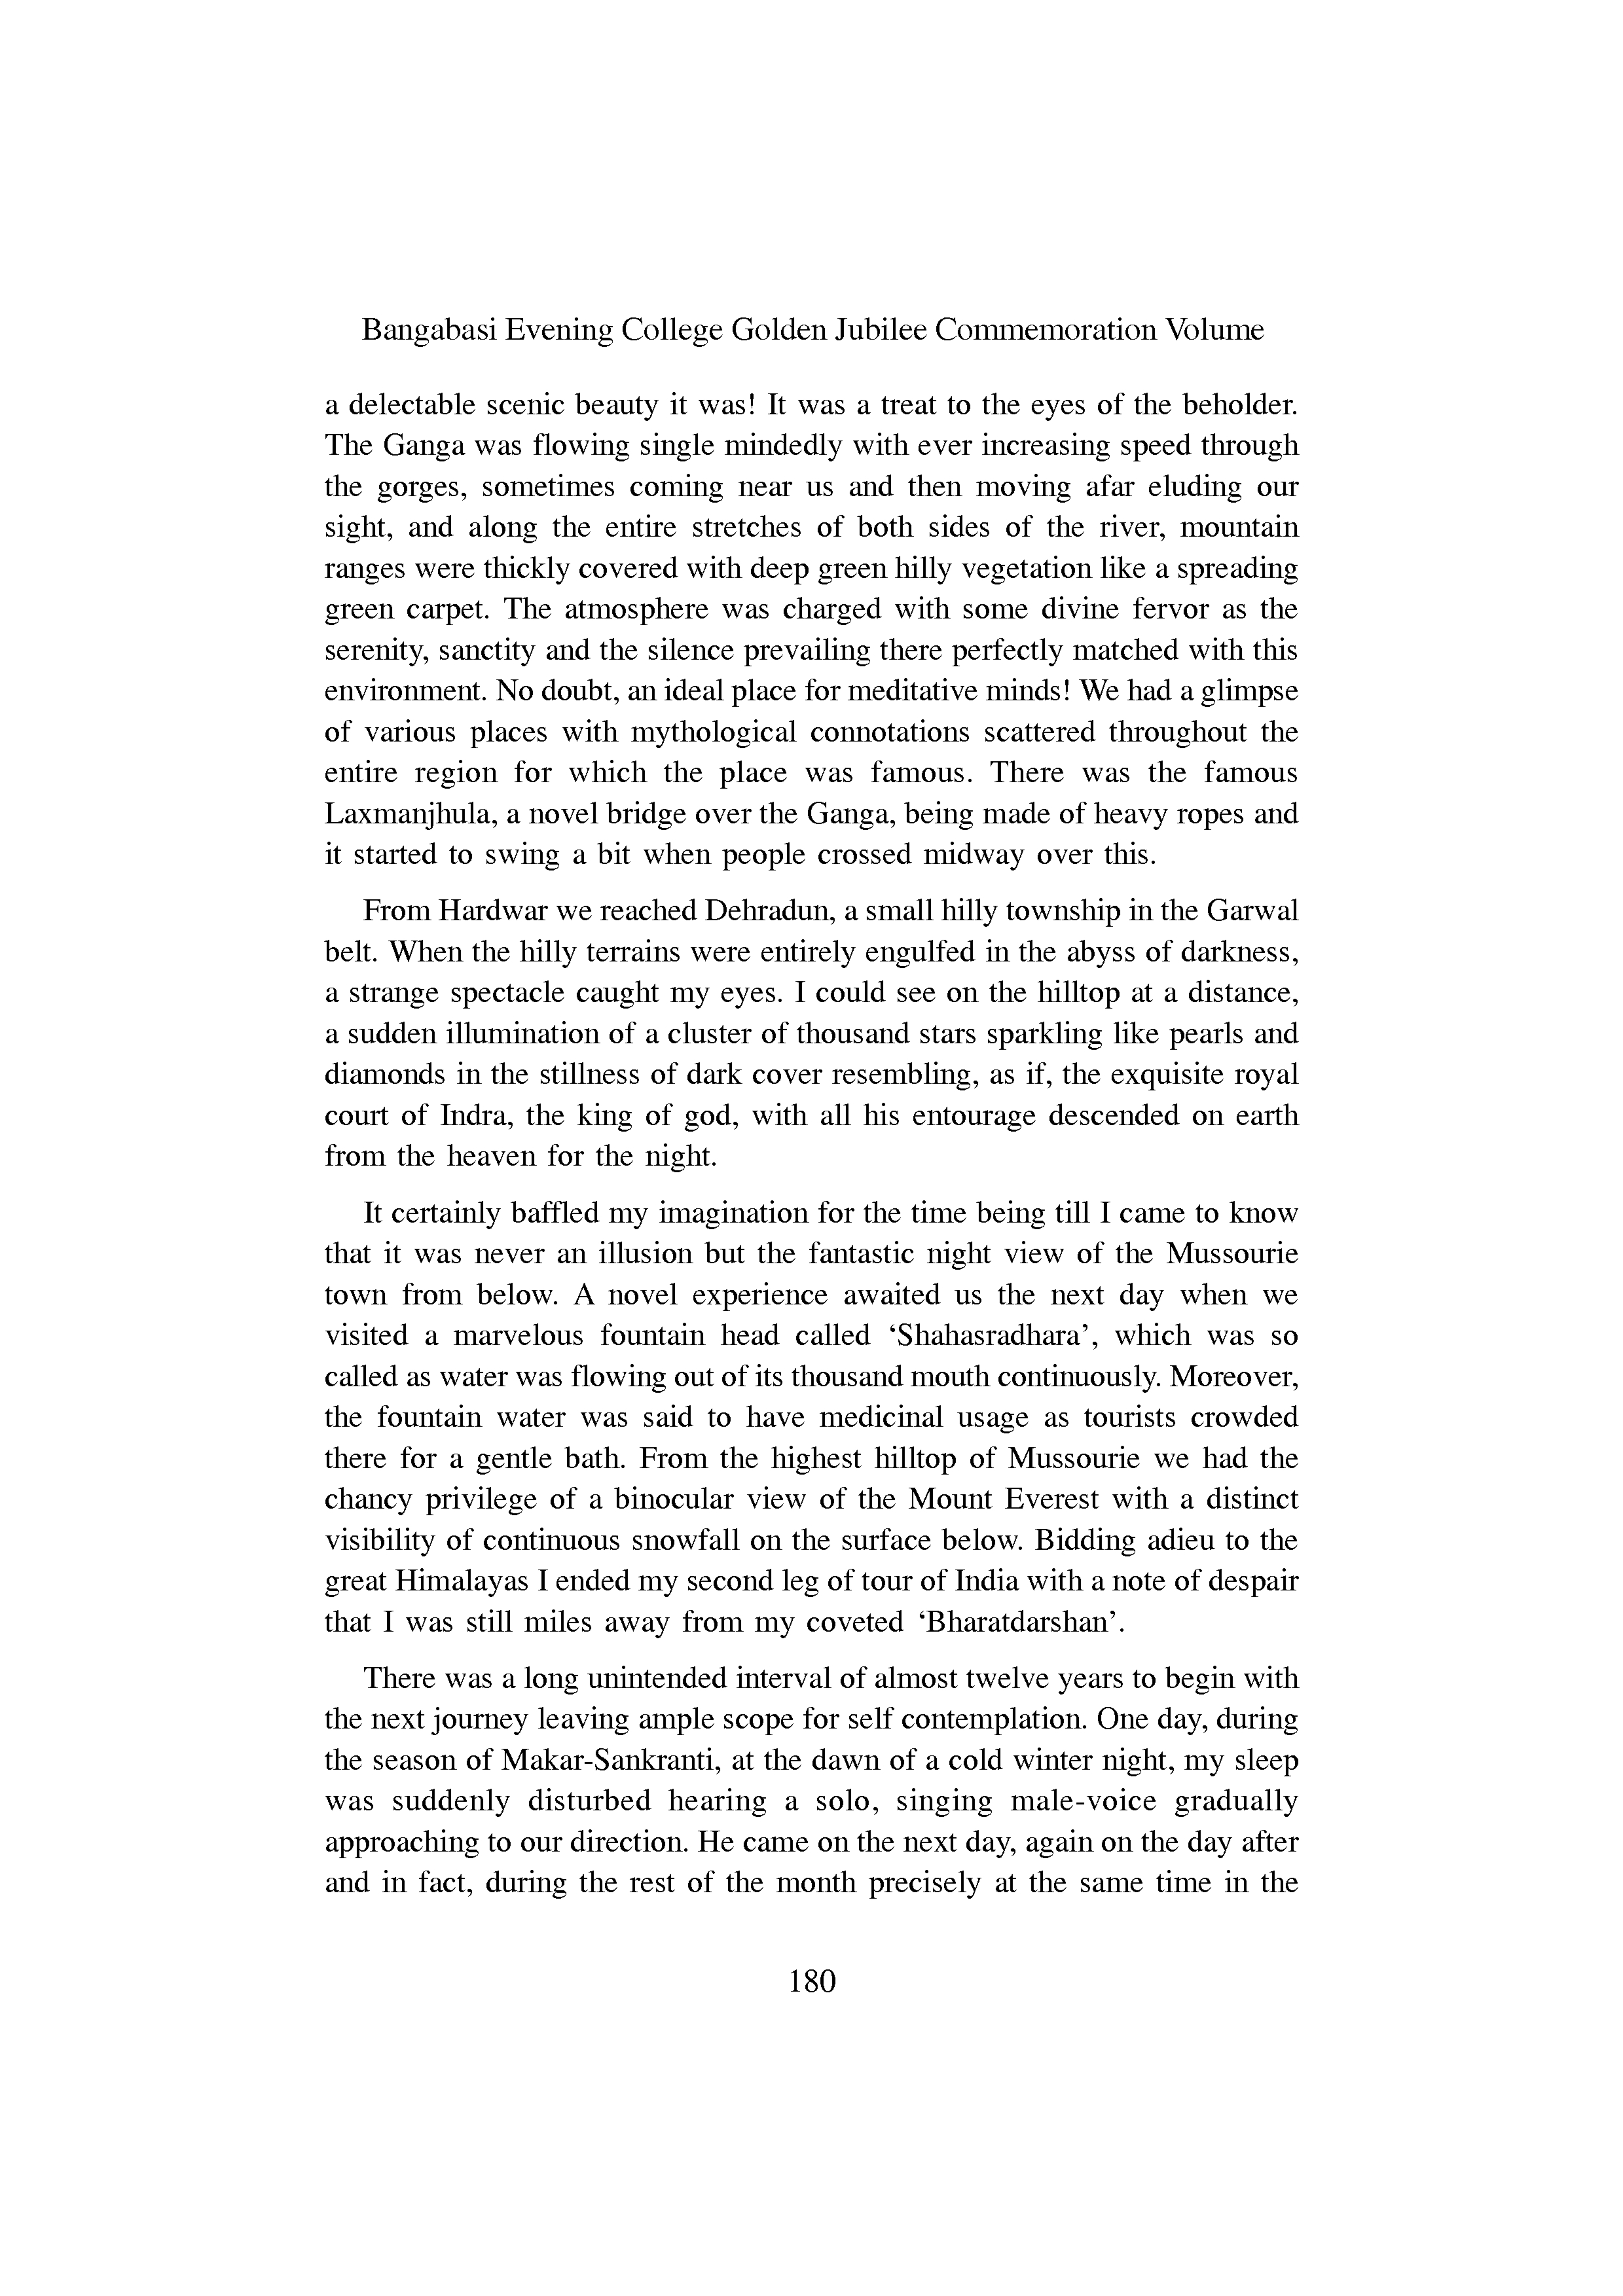 Bangabasi Evening College Golden Jubilee Commemoration Volume
a delectable scenic beauty it was! It was a treat to the eyes of the beholder.
The Ganga was flowing single mindedly with ever increasing speed through
the gorges, sometimes coming near us and then moving afar eluding our
sight, and along the entire stretches of both sides of the river, mountain
ranges were thickly covered with deep green hilly vegetation like a spreading
green carpet. The atmosphere was charged with some divine fervor as the
serenity, sanctity and the silence prevailing there perfectly matched with this
environment. No doubt, an ideal place for meditative minds! We had a glimpse
of various places with mythological connotations scattered throughout the
entire region for which the place was famous. There was the famous
Laxmanjhula, a novel bridge over the Ganga, being made of heavy ropes and
it started to swing a bit when people crossed midway over this.
From Hardwar we reached Dehradun, a small hilly township in the Garwal
belt. When the hilly terrains were entirely engulfed in the abyss of darkness,
a strange spectacle caught my eyes. I could see on the hilltop at a distance,
a sudden illumination of a cluster of thousand stars sparkling like pearls and
diamonds in the stillness of dark cover resembling, as if, the exquisite royal
court of Indra, the king of god, with all his entourage descended on earth
from the heaven for the night.
It certainly baffled my imagination for the time being till I came to know
that it was never an illusion but the fantastic night view of the Mussourie
town from below. A novel experience awaited us the next day when we
visited a marvelous fountain head called ‘Shahasradhara’, which was so
called as water was flowing out of its thousand mouth continuously. Moreover,
the fountain water was said to have medicinal usage as tourists crowded
there for a gentle bath. From the highest hilltop of Mussourie we had the
chancy privilege of a binocular view of the Mount Everest with a distinct
visibility of continuous snowfall on the surface below. Bidding adieu to the
great Himalayas I ended my second leg of tour of India with a note of despair
that I was still miles away from my coveted ‘Bharatdarshan’.
There was a long unintended interval of almost twelve years to begin with
the next journey leaving ample scope for self contemplation. One day, during
the season of Makar-Sankranti, at the dawn of a cold winter night, my sleep
was suddenly disturbed hearing a solo, singing male-voice gradually
approaching to our direction. He came on the next day, again on the day after
and in fact, during the rest of the month precisely at the same time in the
180